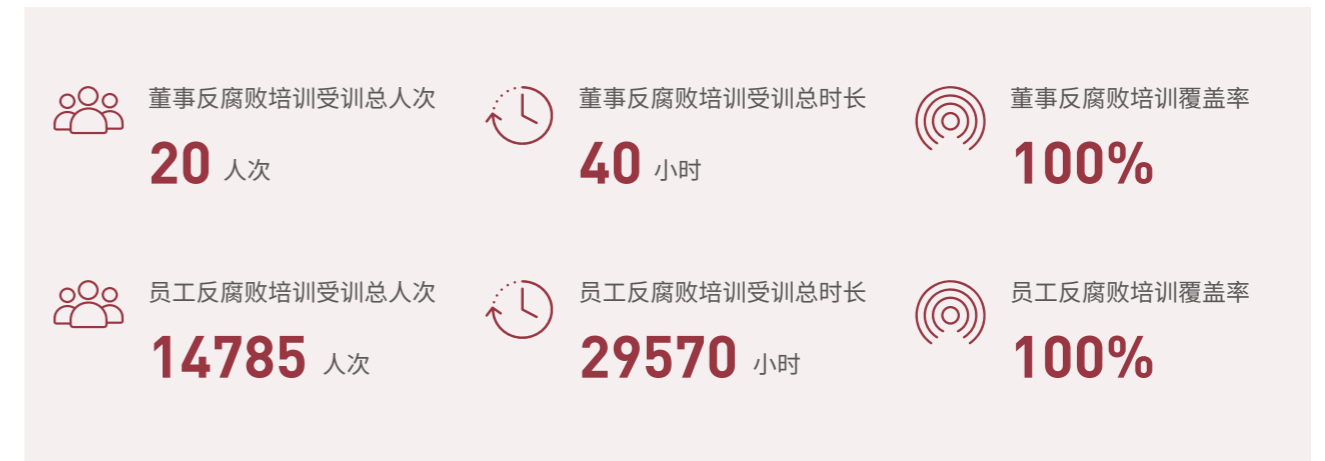 董事反腐败培训受训总人次
20 人次
董事反腐败培训受训总时长
40 小时
董事反腐败培训覆盖率
100%
员工反腐败培训受训总人次
14785 人次
员工反腐败培训受训总时长
29570 小时
员工反腐败培训覆盖率
100%